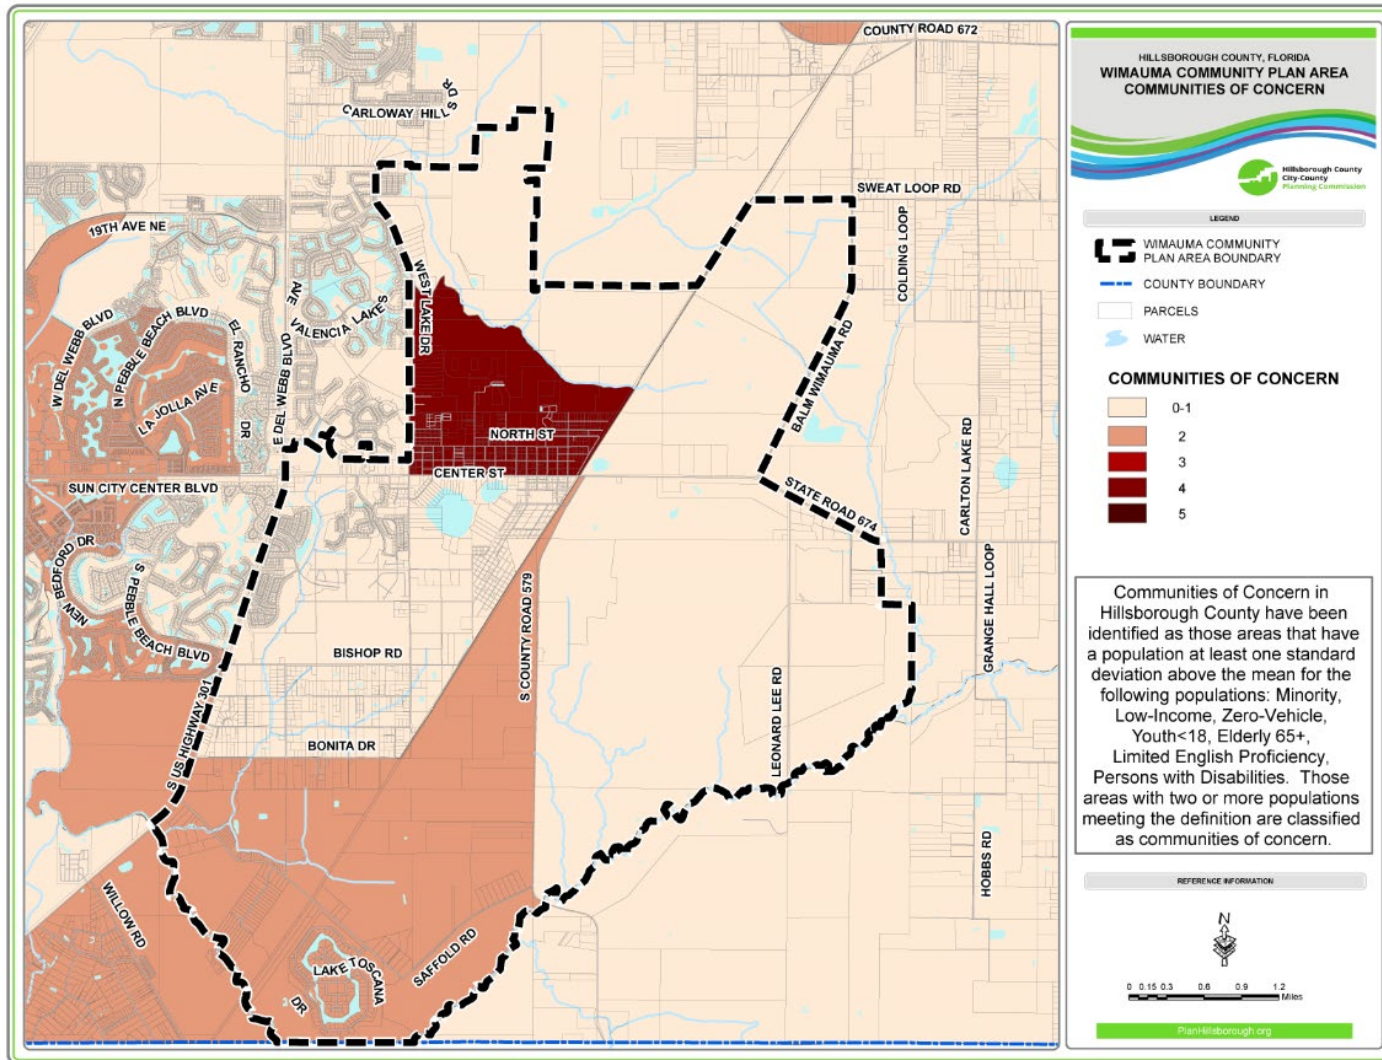 COUNTY ROAD 672
CARLOWAY HILLS DR
SWEAT LOOP RD
19TH AVE NE
COLDING LOOP
WEST LAKE DR
AVE
VALENCIA LAKES
W DEL WEBB BLVD
N PEBBLE BEACH BLVD
EL RANCHO
DR
E DEL WEBB BLVD
LA JOLLA AVE
BALM WIMAUMA RD
NORTH ST
CENTER ST
SUN CITY CENTER BLVD
STATE ROAD 674
CARLTON LAKE RD
NEW BEDFORD DR
S PEBBLE BEACH BLVD
S COUNTY ROAD 579
GRANGE HALL LOOP
BISHOP RD
S US HIGHWAY 301
LEONARD LEE RD
BONITA DR
HOBBS RD
WILLOW RD
SAFFOLD RD
LAKE TOSCANA
DR
HILLSBOROUGH COUNTY, FLORIDA
WIMAUMA COMMUNITY PLAN AREA
COMMUNITIES OF CONCERN
Hillsborough County
City-County
Planning Commission
LEGEND
WIMAUMA COMMUNITY
PLAN AREA BOUNDARY
COUNTY BOUNDARY
PARCELS
WATER
COMMUNITIES OF CONCERN
0-1
2
3
4
5
Communities of Concern in
Hillsborough County have been
identified as those areas that have
a population at least one standard
deviation above the mean for the
following populations: Minority,
Low-Income, Zero-Vehicle,
Youth<18, Elderly 65+,
Limited English Proficiency,
Persons with Disabilities. Those
areas with two or more populations
meeting the definition are classified
as communities of concern.
REFERENCE INFORMATION
N
0 0.15 0.3 0.6 0.9 1.2
Miles
PlanHillsborough.org